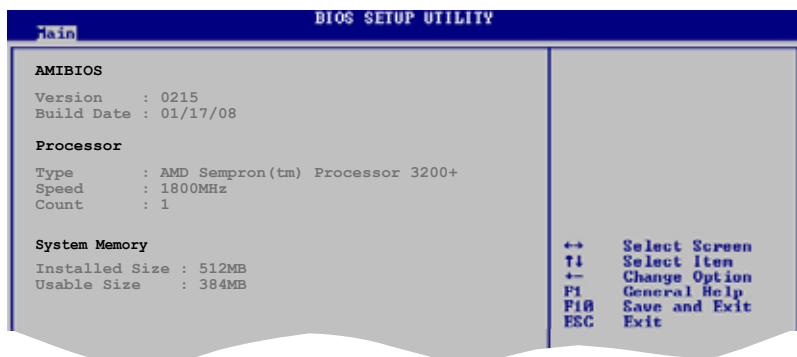 BIOS SETUP UTILITY
Main
AMIBIOS
Version : 0215
Build Date : 01/17/08
Processor
Type : AMD Sempron(tm) Processor 3200+
Speed : 1800MHz
Count : 1
System Memory
Installed Size : 512MB
Usable Size : 384MB
↔ Select Screen
↑↓ Select Item
+- Change Option
F1 General Help
F10 Save and Exit
ESC Exit